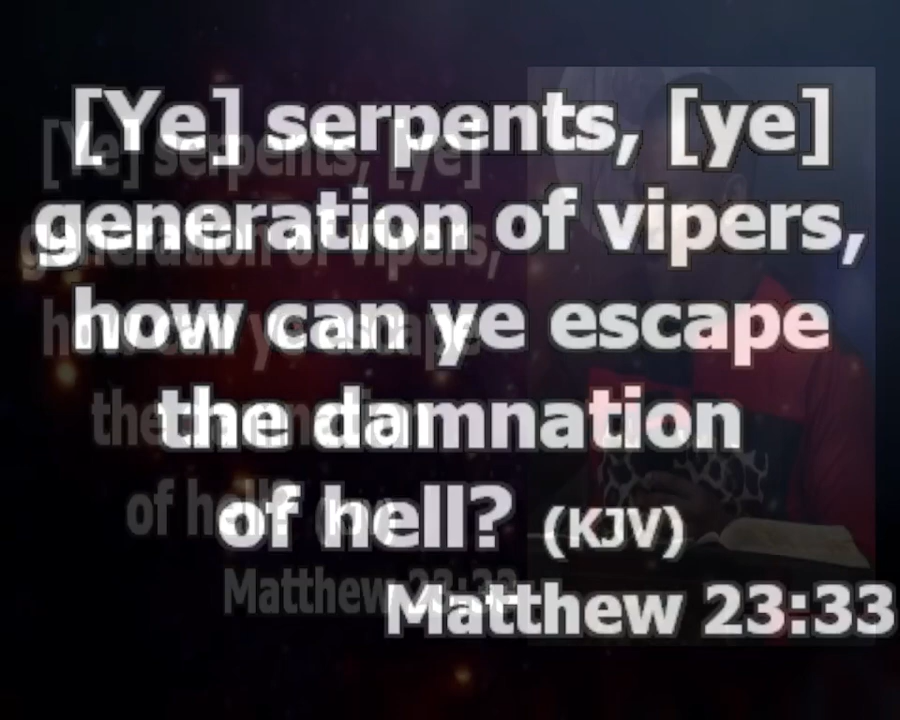 [Ye] serpents, [ye]
generation of vipers,
how can ye escape
the damnation
of hell? (KJV)
Matthew 23:33